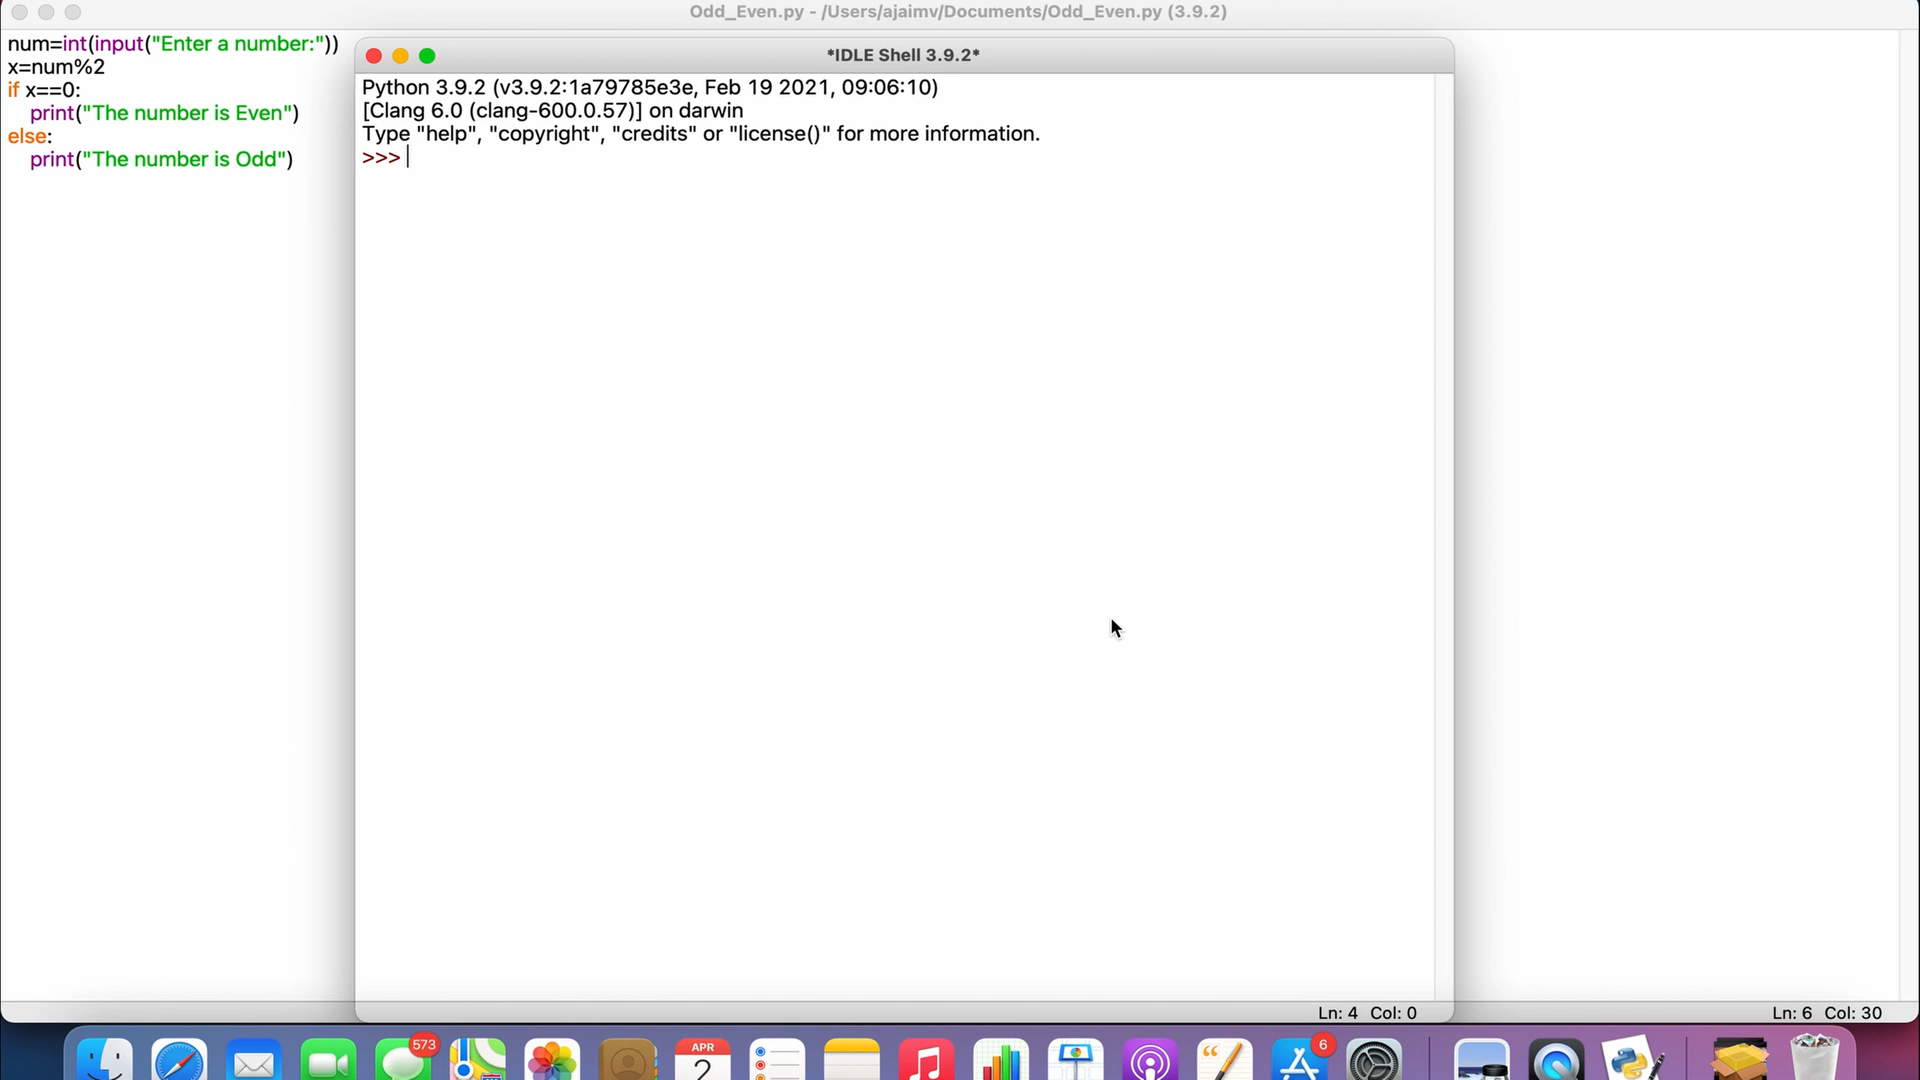 Odd_Even.py - /Users/ajaimv/Documents/Odd_Even.py (3.9.2)
num=int(input("Enter a number:"))
x=num%2
if x==0:
    print("The number is Even")
else:
    print("The number is Odd")
*IDLE Shell 3.9.2*
Python 3.9.2 (v3.9.2:1a79785e3e, Feb 19 2021, 09:06:10)
[Clang 6.0 (clang-600.0.57)] on darwin
Type "help", "copyright", "credits" or "license()" for more information.
>>>
Ln: 4 Col: 0
Ln: 6 Col: 30
573
APR
2
6